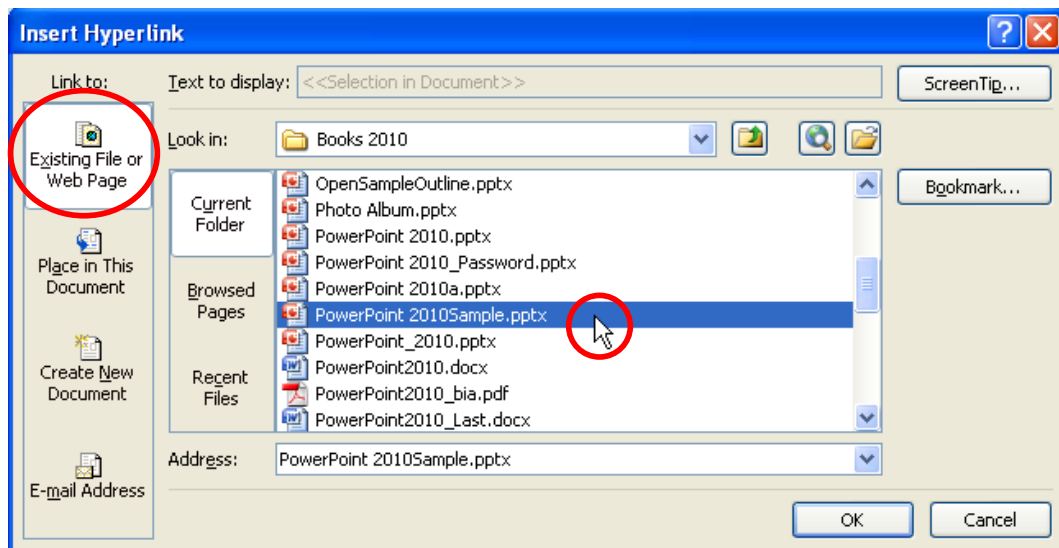 Insert Hyperlink
Link to:
Text to display: <<Selection in Document>>
ScreenTip...
Existing File or
Web Page
Look in: Books 2010
Bookmark...
Current
Folder
OpenSampleOutline.pptx
Photo Album.pptx
PowerPoint 2010.pptx
PowerPoint 2010_Password.pptx
PowerPoint 2010a.pptx
PowerPoint 2010Sample.pptx
PowerPoint_2010.pptx
PowerPoint2010.docx
PowerPoint2010_bia.pdf
PowerPoint2010_Last.docx
Place in This
Document
Browsed
Pages
Create New
Document
Recent
Files
Address: PowerPoint 2010Sample.pptx
E-mail Address
OK
Cancel